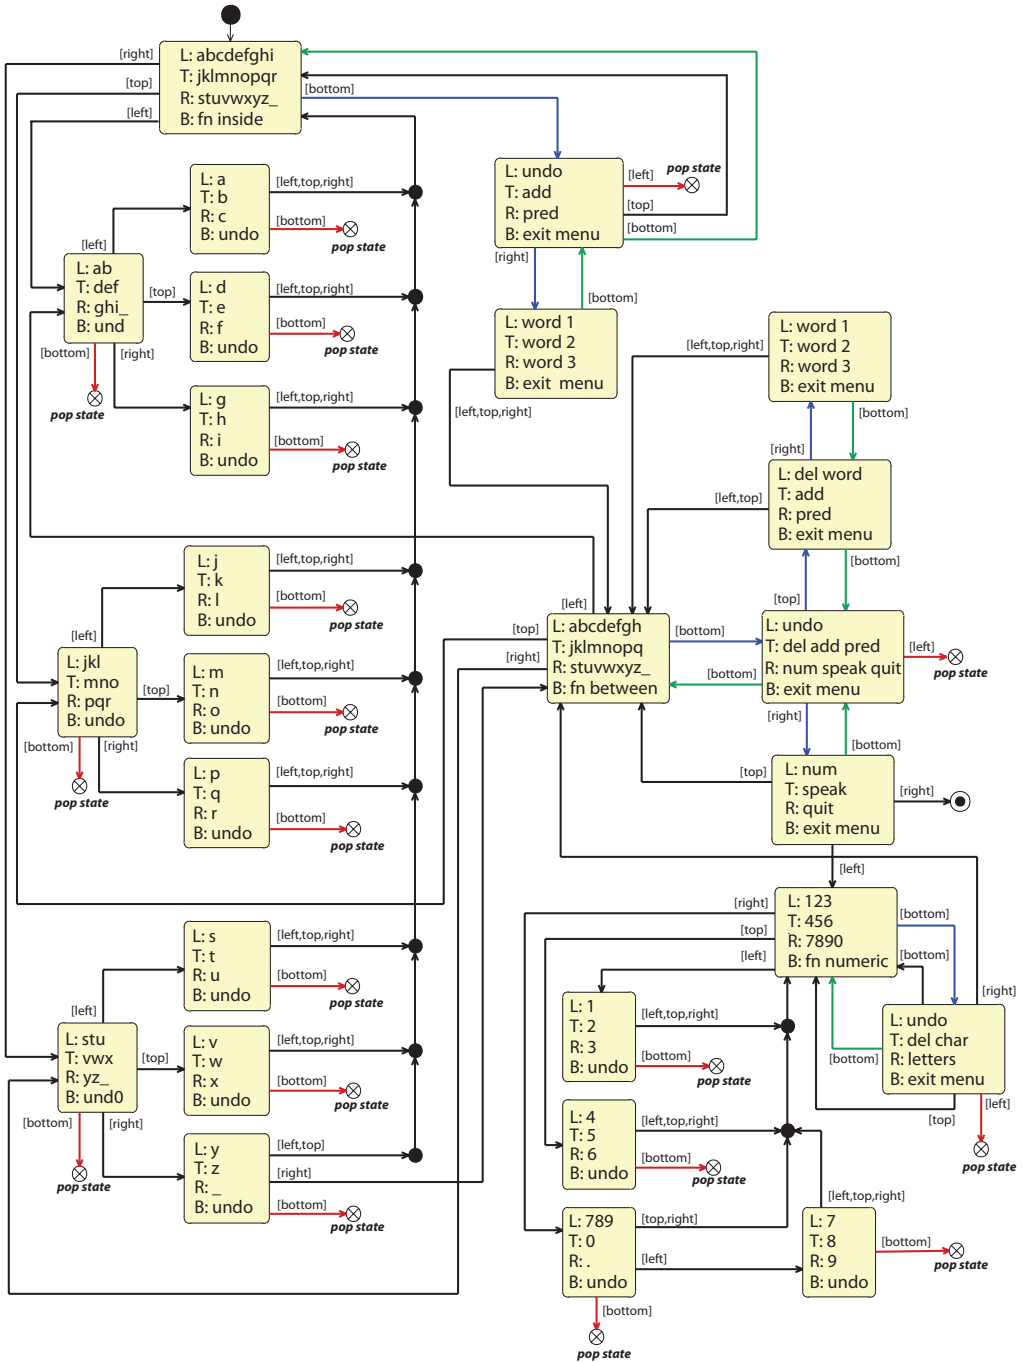 [right]
L: abcdefghi
T: jklmnopqr
R: stuvwxyz_
B: fn inside
[top]
[left]
[bottom]
L: a
T: b
R: c
B: undo
[left,top,right]
[bottom]
pop state
L: undo
T: add
R: pred
B: exit menu
[left]
pop state
[top]
[bottom]
[right]
[bottom]
[left]
L: ab
T: def
R: ghi_
B: und
[top]
[bottom]
[right]
pop state
L: d
T: e
R: f
B: undo
[left,top,right]
[bottom]
pop state
L: word 1
T: word 2
R: word 3
B: exit  menu
[left,top,right]
L: word 1
T: word 2
R: word 3
B: exit menu
[left,top,right]
[bottom]
[right]
L: g
T: h
R: i
B: undo
[left,top,right]
[bottom]
pop state
L: del word
T: add
R: pred
B: exit menu
[left,top]
[bottom]
[top]
L: j
T: k
R: l
B: undo
[left,top,right]
[bottom]
pop state
[left]
[top]
[right]
L: abcdefgh
T: jklmnopq
R: stuvwxyz_
B: fn between
[bottom]
[bottom]
L: undo
T: del add pred
R: num speak quit
B: exit menu
[left]
pop state
[right]
[bottom]
[left]
L: jkl
T: mno
R: pqr
B: undo
[top]
[bottom]
[right]
pop state
L: m
T: n
R: o
B: undo
[left,top,right]
[bottom]
pop state
L: p
T: q
R: r
B: undo
[left,top,right]
[bottom]
pop state
[top]
L: num
T: speak
R: quit
B: exit menu
[right]
[left]
L: s
T: t
R: u
B: undo
[left,top,right]
[bottom]
pop state
[right]
[top]
[left]
L: 123
T: 456
R: 7890
B: fn numeric
[bottom]
[bottom]
[right]
[left]
L: stu
T: vwx
R: yz_
B: und0
[top]
[bottom]
[right]
pop state
L: v
T: w
R: x
B: undo
[left,top,right]
[bottom]
pop state
L: 1
T: 2
R: 3
B: undo
[left,top,right]
[bottom]
pop state
L: undo
T: del char
R: letters
B: exit menu
[bottom]
[top]
[left]
pop state
L: y
T: z
R: _
B: undo
[left,top]
[right]
[bottom]
pop state
L: 4
T: 5
R: 6
B: undo
[left,top,right]
[bottom]
pop state
L: 789
T: 0
R: .
B: undo
[top,right]
[left]
[bottom]
pop state
[left,top,right]
L: 7
T: 8
R: 9
B: undo
[bottom]
pop state